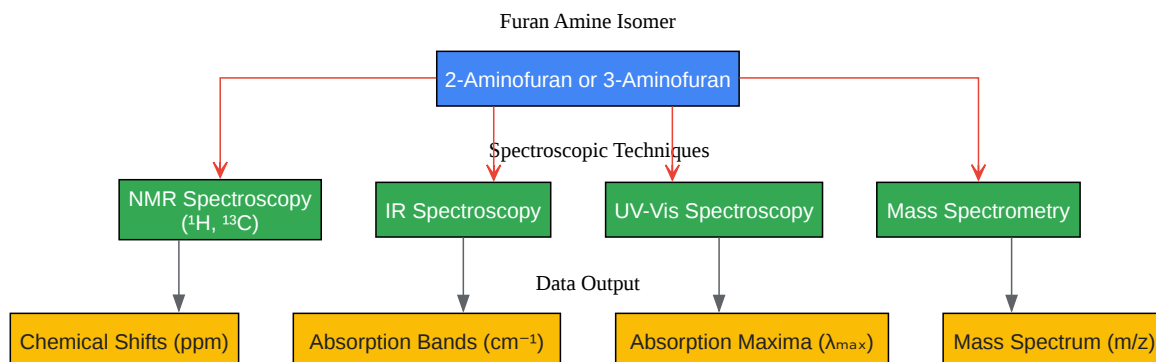 Furan Amine Isomer
2-Aminofuran or 3-Aminofuran
Spectroscopic Techniques
NMR Spectroscopy
(¹H, ¹³C)
IR Spectroscopy
UV-Vis Spectroscopy
Mass Spectrometry
Data Output
Chemical Shifts (ppm)
Absorption Bands (cm⁻¹)
Absorption Maxima (λₘₐₓ)
Mass Spectrum (m/z)